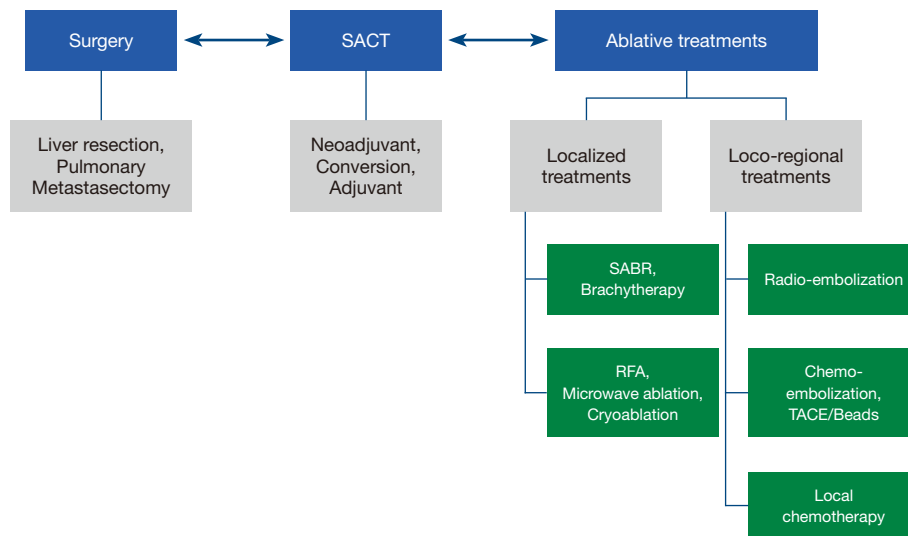 Surgery
SACT
Ablative treatments
Liver resection,
Pulmonary
Metastasectomy
Neoadjuvant,
Conversion,
Adjuvant
Localized
treatments
Loco-regional
treatments
SABR,
Brachytherapy
Radio-embolization
RFA,
Microwave ablation,
Cryoablation
Chemo-
embolization,
TACE/Beads
Local
chemotherapy